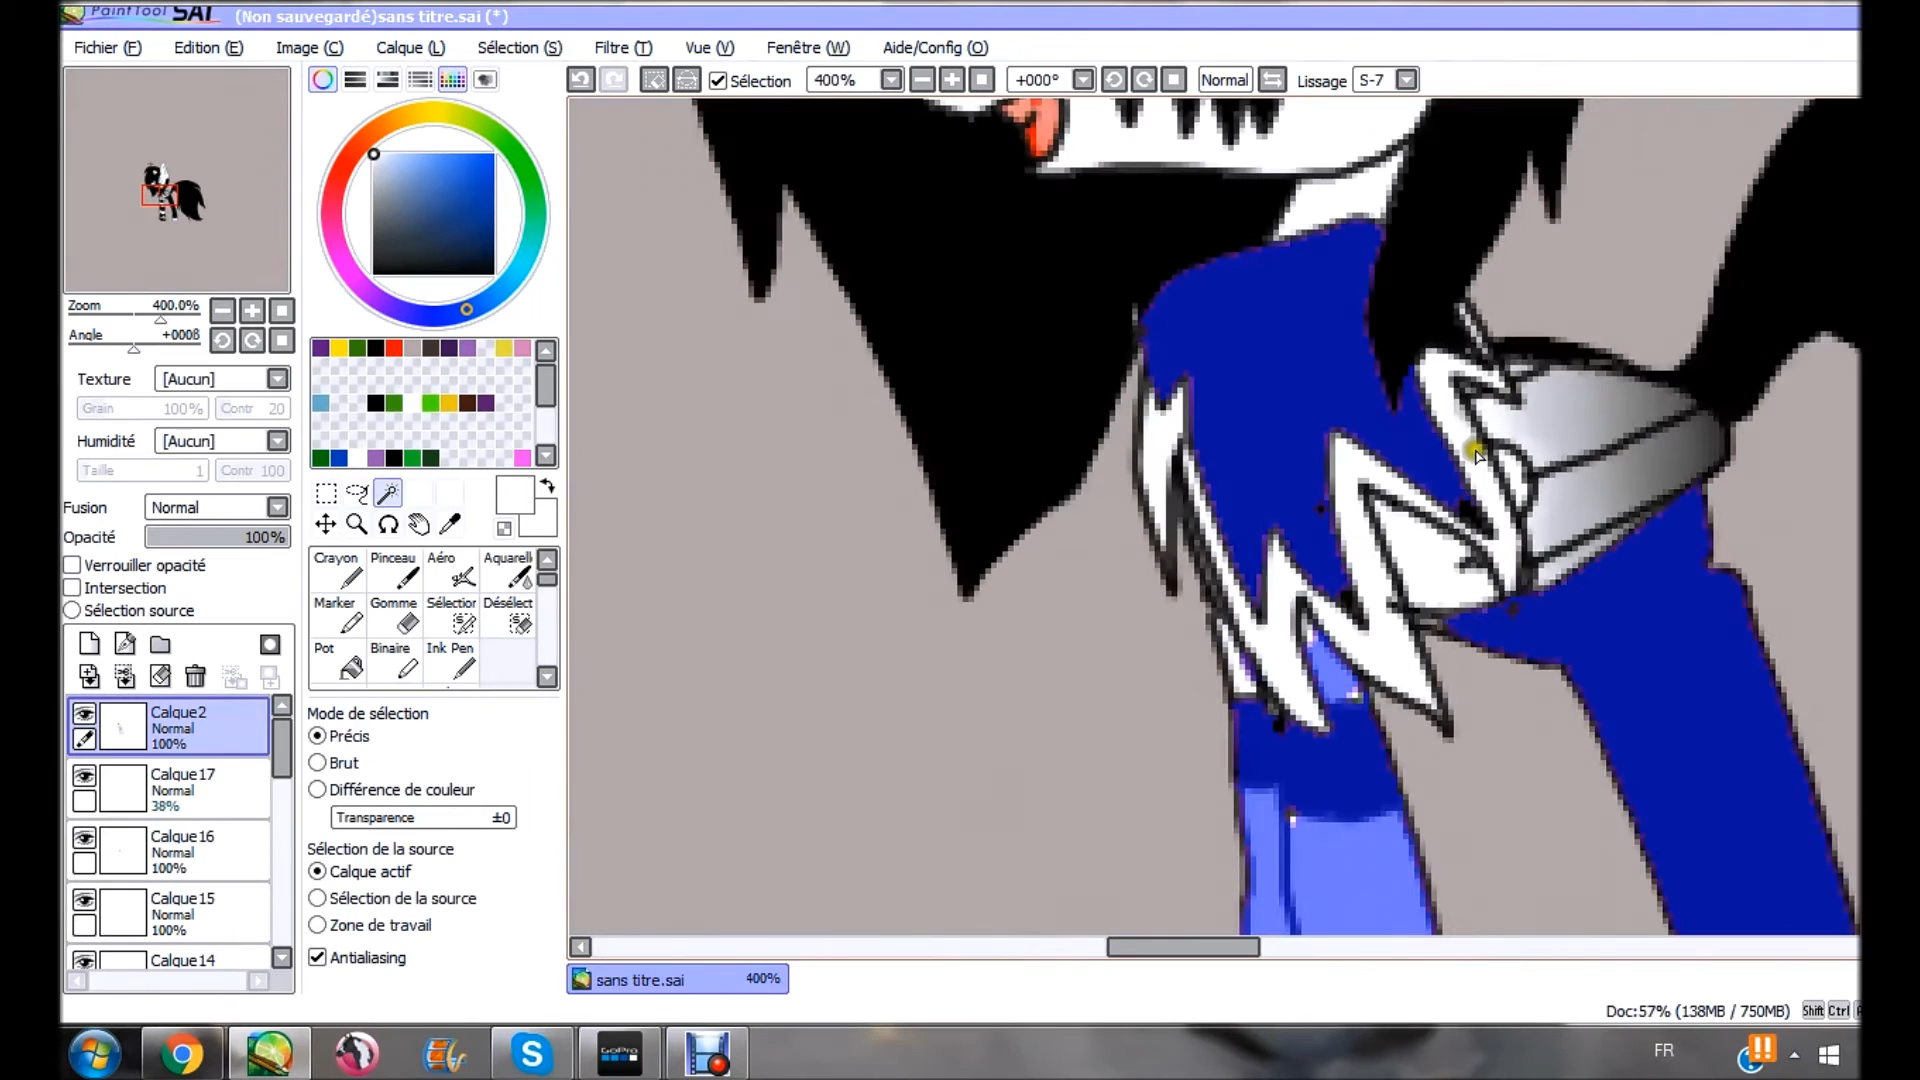 PaintTool SAI (Non sauvegardé)sans titre.sai (*)
Fichier (F) Edition (E) Image (C) Calque (L) Sélection (S) Filtre (T) Vue (V) Fenêtre (W) Aide/Config (O)
Sélection 400% +000° Normal Lissage S-7
Zoom 400.0%
Angle +000ß
Texture [Aucun]
Grain 100% Contr 20
Humidité [Aucun]
Taille 1 Contr 100
Fusion Normal
Opacité 100%
Verrouiller opacité
Intersection
Sélection source
Calque2
Normal
100%
Calque17
Normal
38%
Calque16
Normal
100%
Calque15
Normal
100%
Calque14
Crayon Pinceau Aéro Aquarell
Marker Gomme Sélection Désélect
Pot Binaire Ink Pen
Mode de sélection
Précis
Brut
Différence de couleur
Transparence ±0
Sélection de la source
Calque actif
Sélection de la source
Zone de travail
Antialiasing
sans titre.sai 400%
Doc:57% (138MB / 750MB) Shift Ctrl
GoPro
FR